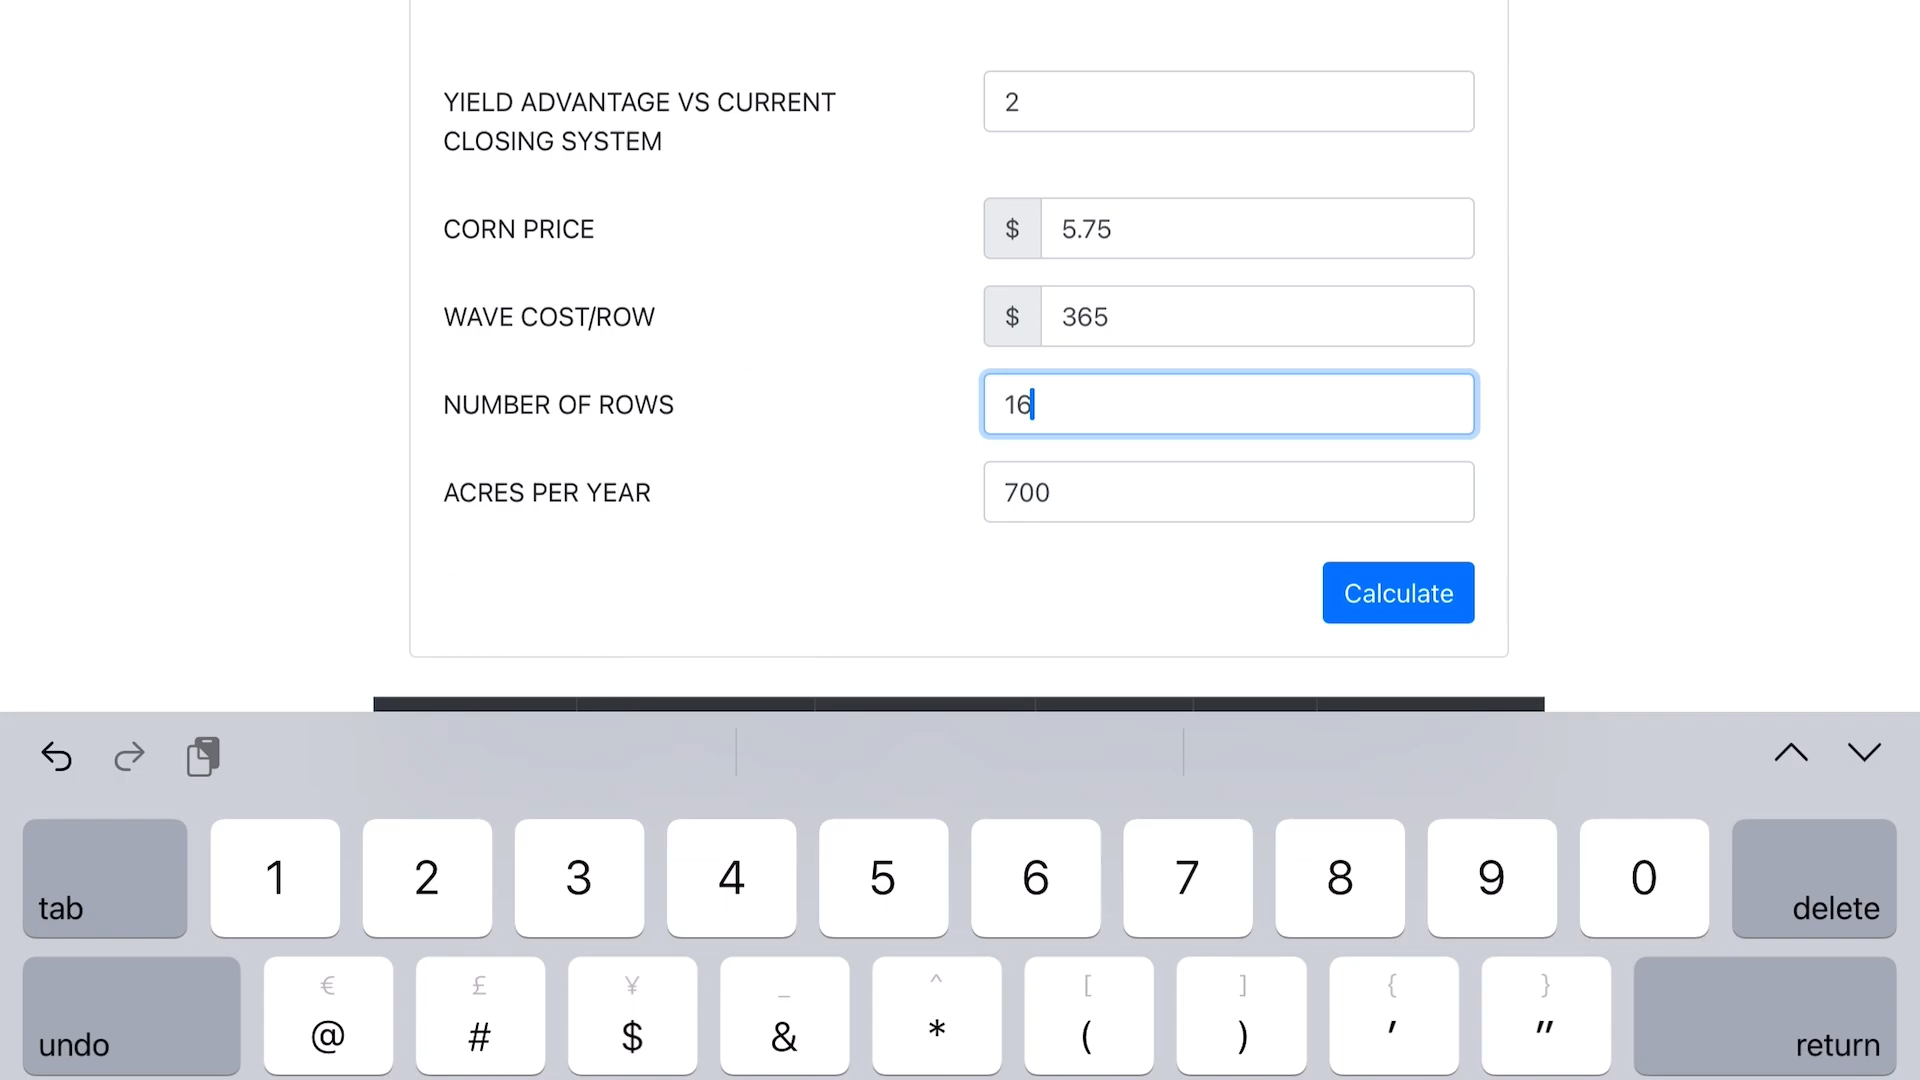 YIELD ADVANTAGE VS CURRENT
CLOSING SYSTEM
2
CORN PRICE
$ 5.75
WAVE COST/ROW
$ 365
NUMBER OF ROWS
16
ACRES PER YEAR
700
Calculate
tab 1 2 3 4 5 6 7 8 9 0 delete
€ £ ¥ _ ^ [ ] { }
undo @ # $ & * ( ) ' " return